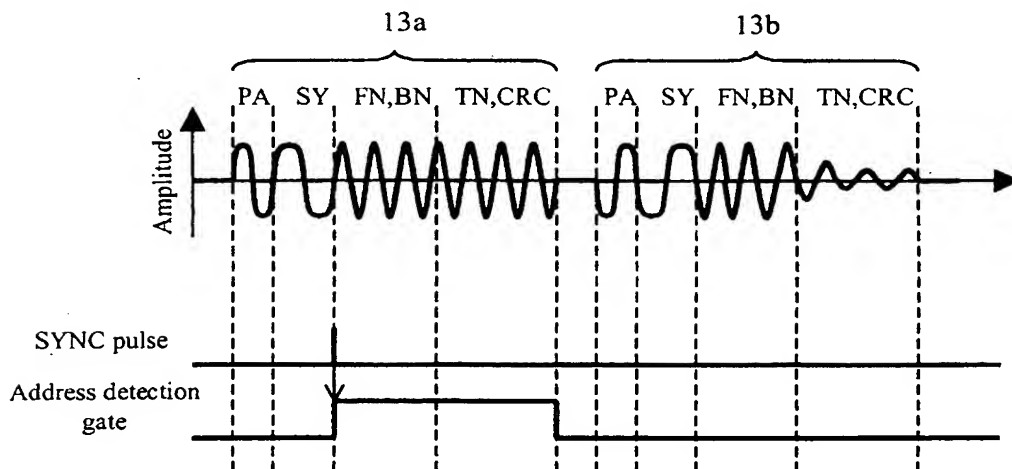 13a 13b
PA SY FN,BN TN,CRC PA SY FN,BN TN,CRC
Amplitude
SYNC pulse
Address detection
gate